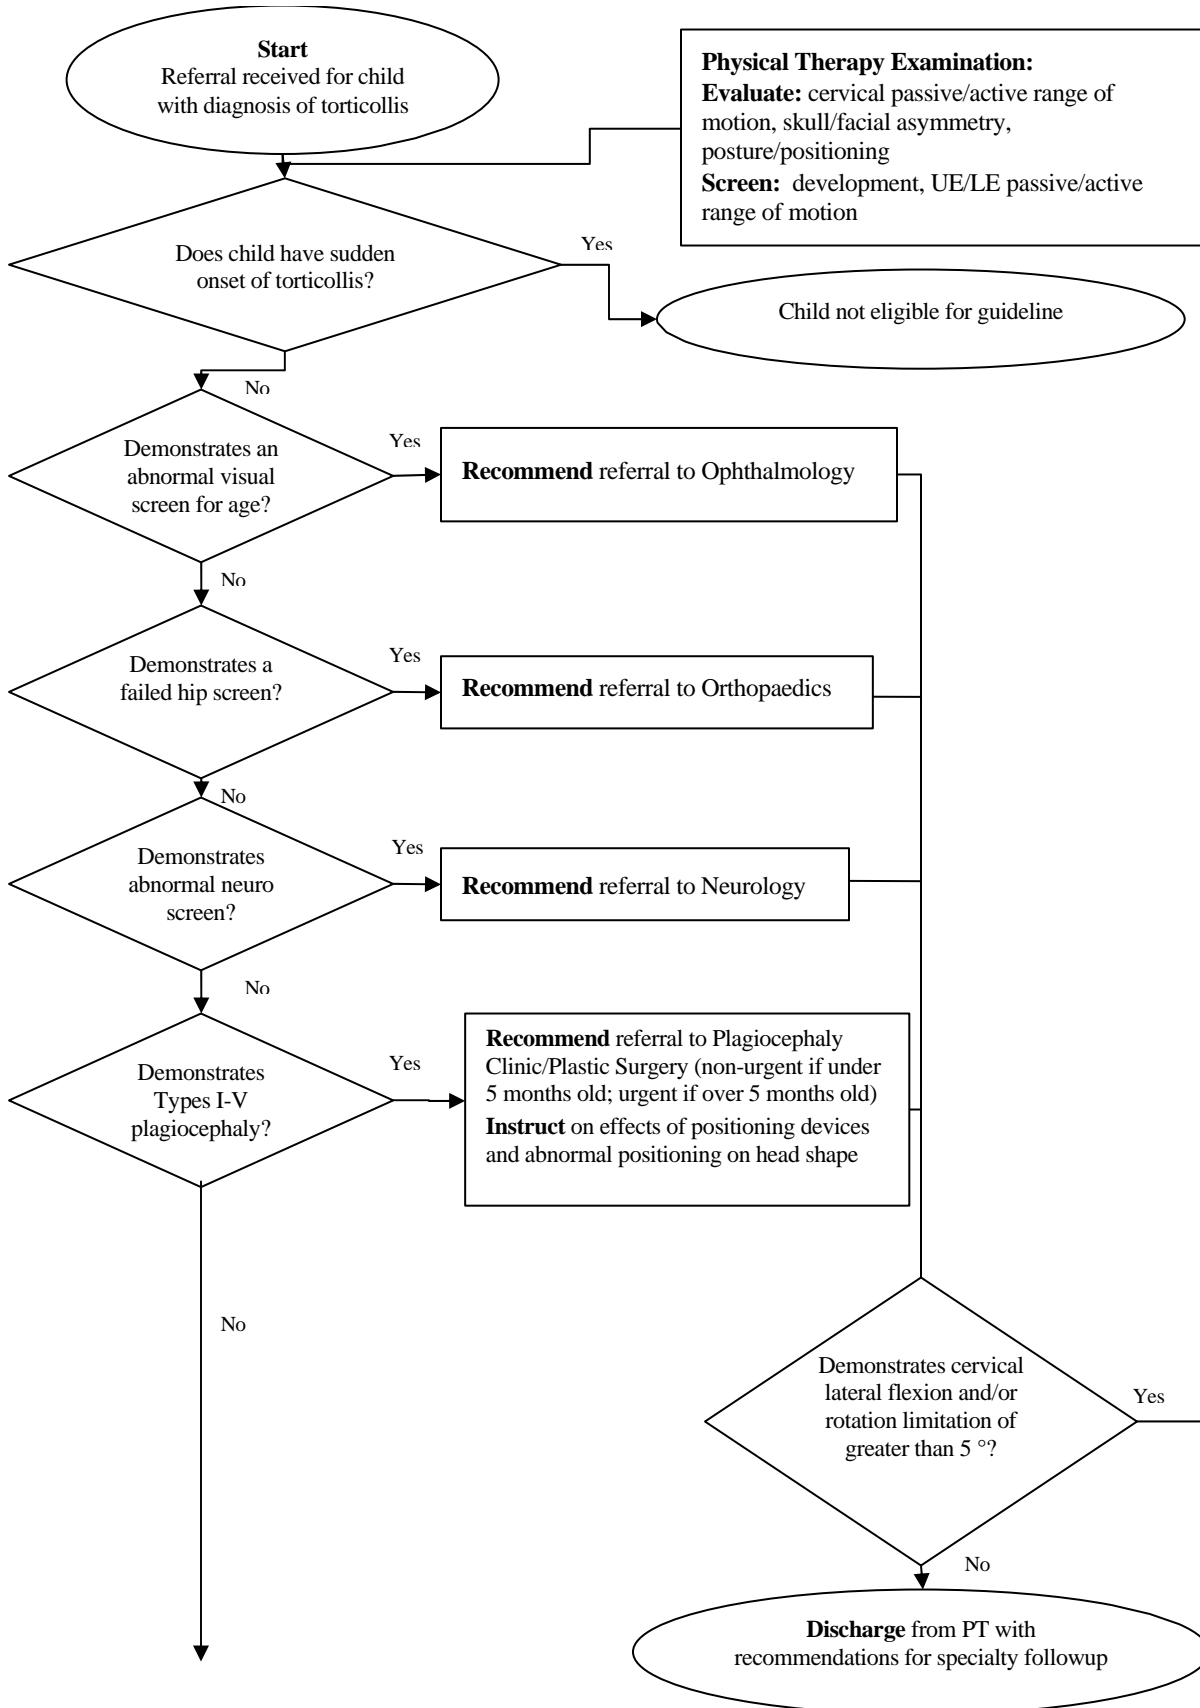 Start
Referral received for child
with diagnosis of torticollis
Physical Therapy Examination:
Evaluate: cervical passive/active range of
motion, skull/facial asymmetry,
posture/positioning
Screen: development, UE/LE passive/active
range of motion
Does child have sudden
onset of torticollis?
Yes
Child not eligible for guideline
No
Demonstrates an
abnormal visual
screen for age?
Yes
Recommend referral to Ophthalmology
No
Demonstrates a
failed hip screen?
Yes
Recommend referral to Orthopaedics
No
Demonstrates
abnormal neuro
screen?
Yes
Recommend referral to Neurology
No
Demonstrates
Types I-V
plagiocephaly?
Yes
Recommend referral to Plagiocephaly
Clinic/Plastic Surgery (non-urgent if under
5 months old; urgent if over 5 months old)
Instruct on effects of positioning devices
and abnormal positioning on head shape
No
Demonstrates cervical
lateral flexion and/or
rotation limitation of
greater than 5 °?
Yes
No
Discharge from PT with
recommendations for specialty followup